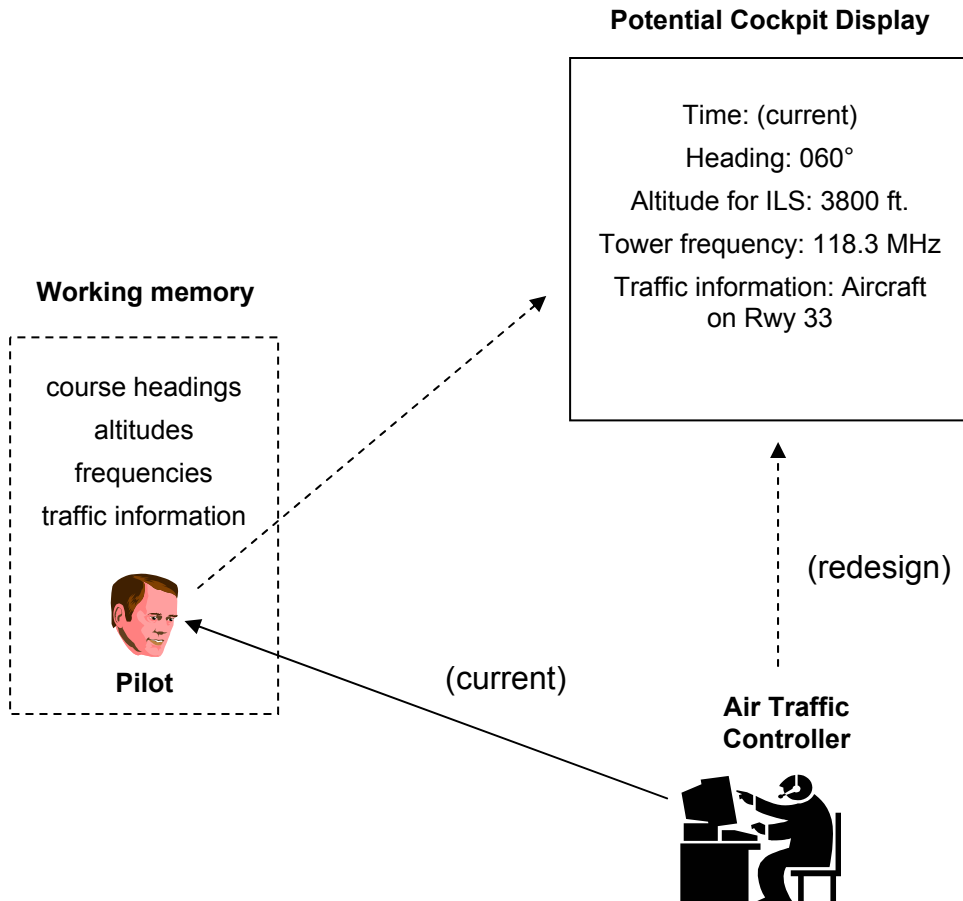 Potential Cockpit Display
Time: (current)
Heading: 060°
Altitude for ILS: 3800 ft.
Tower frequency: 118.3 MHz
Traffic information: Aircraft
on Rwy 33
Working memory
course headings
altitudes
frequencies
traffic information
Pilot
(current)
(redesign)
Air Traffic
Controller